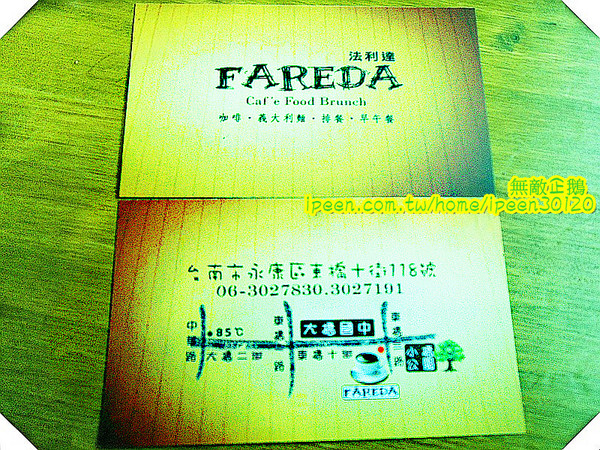 法利達
FAREDA
Caf'e Food Brunch
咖啡·義大利麵·排餐·早午餐
無敵企鵝
ipeen.com.tw/home/ipeen30120
台南市永康區東橋十街118號
06-3027830.3027191
中華路
85℃
東橋一路
大橋國中
東橋三路
大橋二街
東橋十街
公園
FAREDA